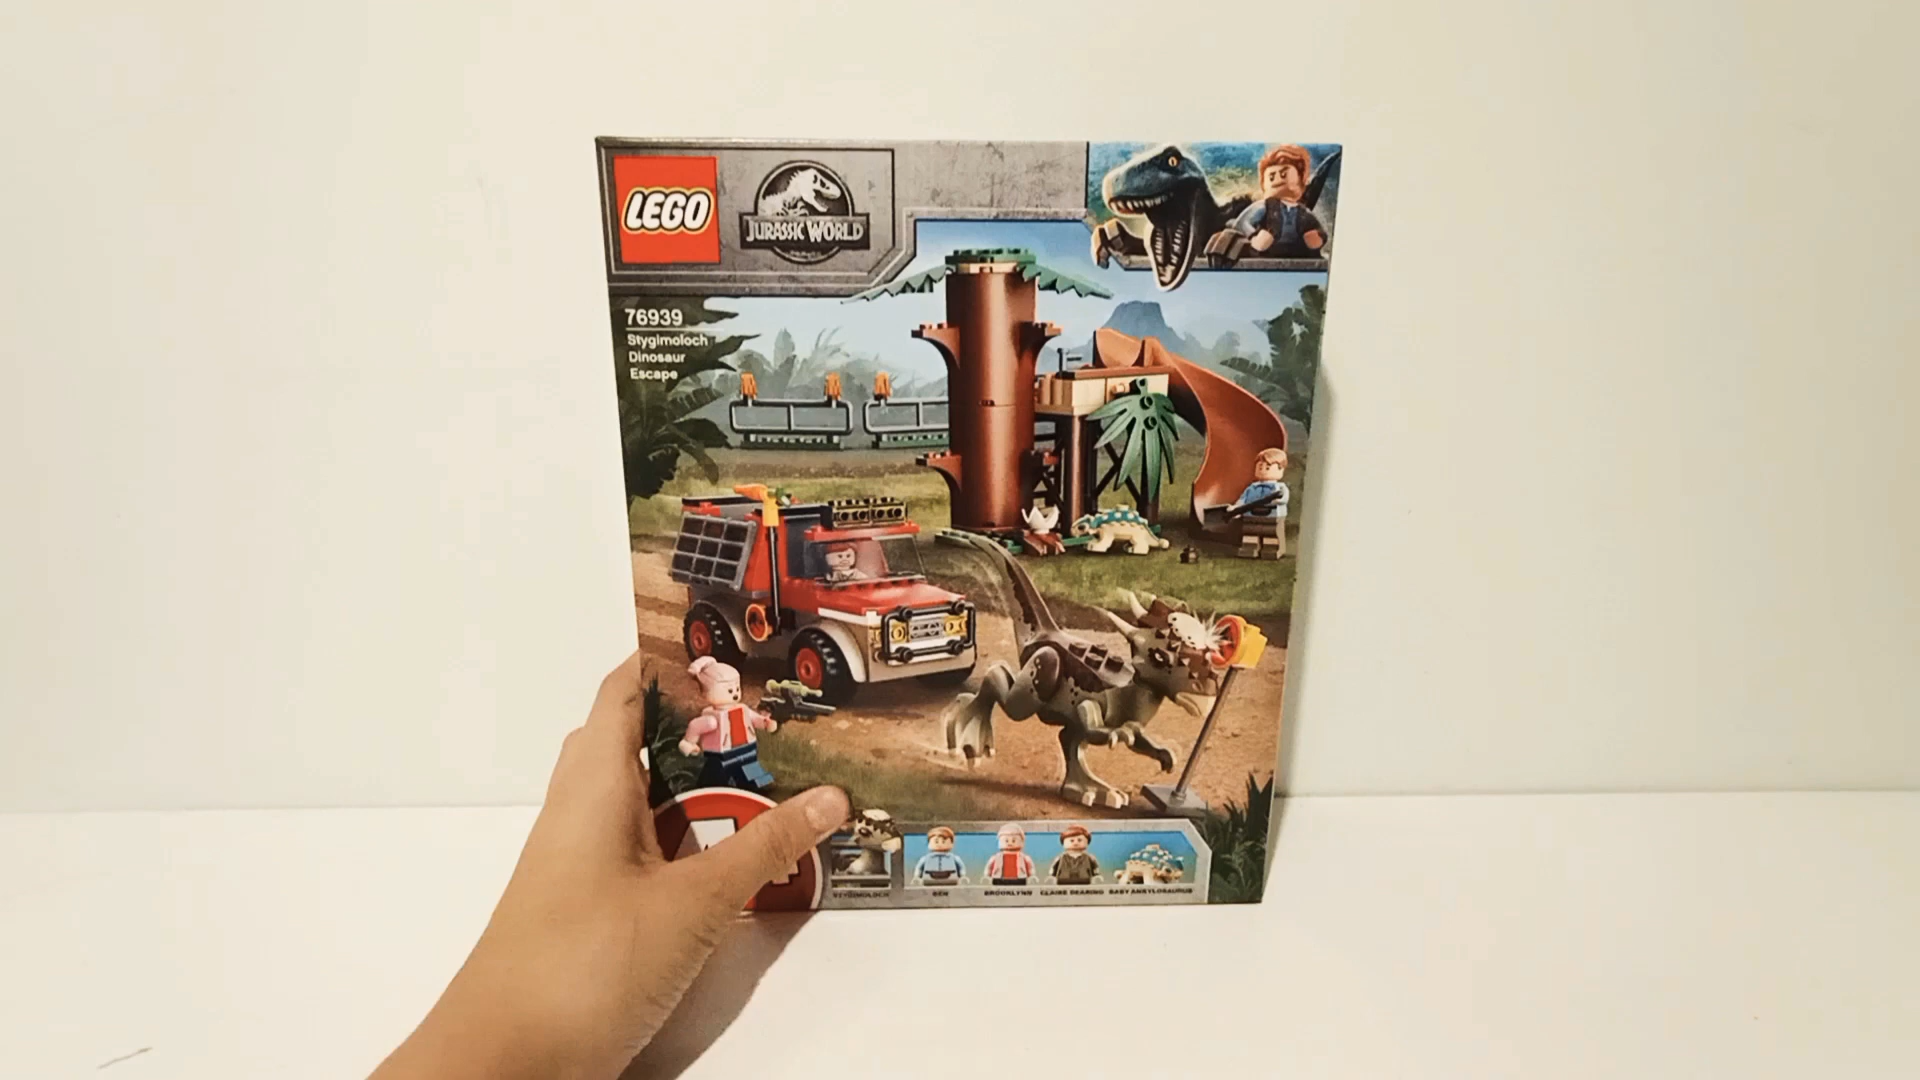 LEGO
JURASSIC WORLD
76939
Stygimoloch
Dinosaur
Escape
STYGIMOLOCH
BEN
BROOKLYNN
CLAIRE DEARING
BABY ANKYLOSAURUS